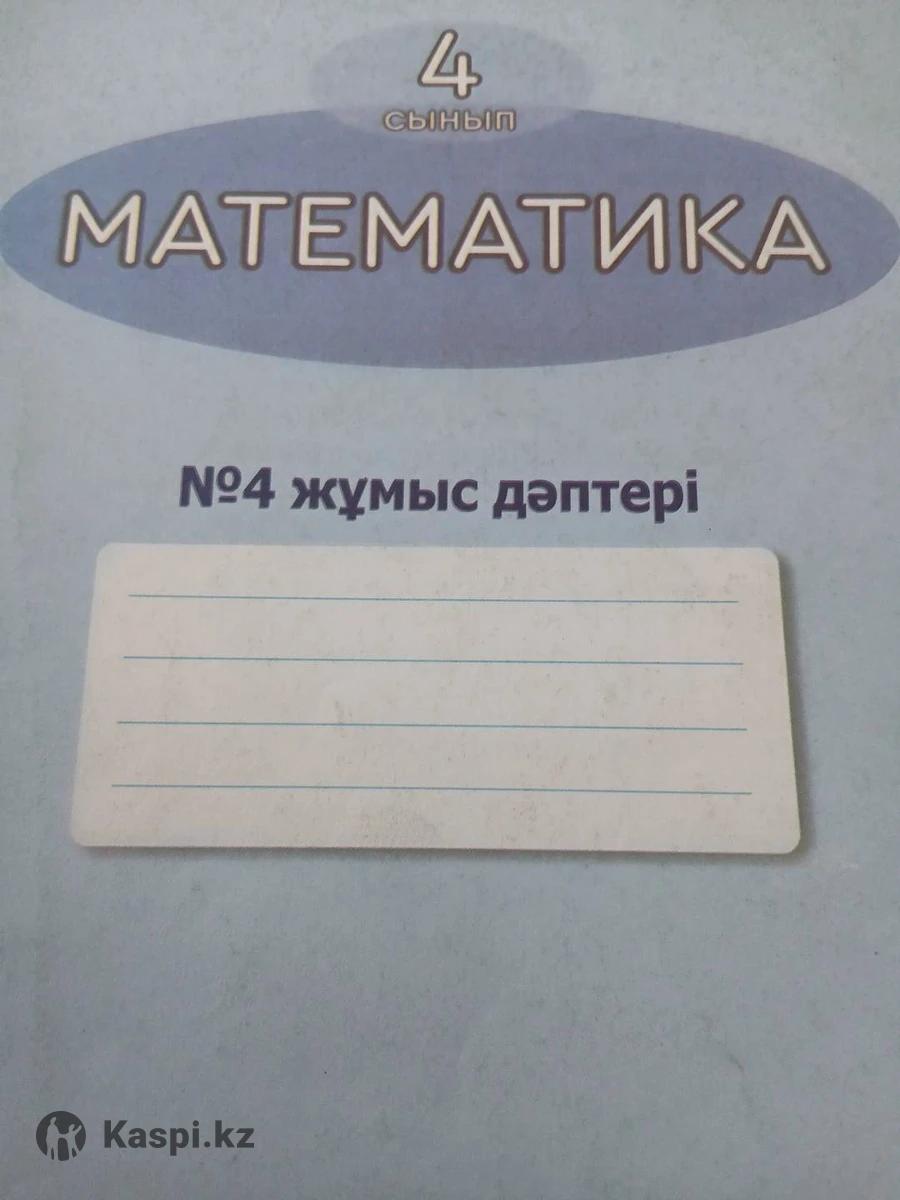 4
СЫНЫП
МАТЕМАТИКА
№4 жұмыс дәптері
Kaspi.kz